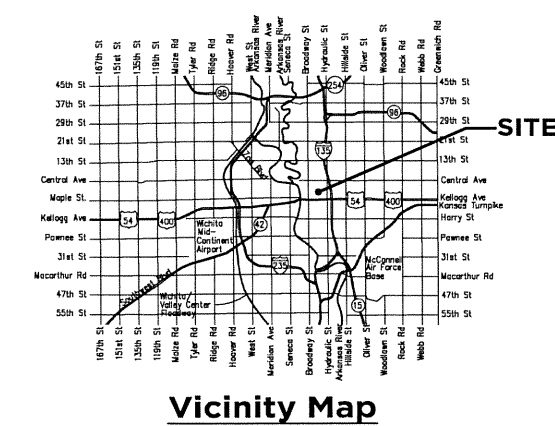 167th St
151st St
135th St
119th St
Maize Rd
Tyler Rd
Ridge Rd
Hoover Rd
West St
Arkansas River
Meridian Ave
Arkansas River
Seneca St
Broadway St
Hydraulic St
Hillside St
Oliver St
Woodlawn St
Rock Rd
Webb Rd
Greenwich Rd
45th St
37th St
29th St
21st St
13th St
Central Ave
Maple St.
Kellogg Ave
Pawnee St
31st St
Macarthur Rd
47th St
55th St
96
254
96
135
Zoo Blvd
54
400
54
400
42
235
15
Wichita
Mid-
Continent
Airport
Southwest Blvd
Wichita/
Valley Center
Floodway
McConnell
Air Force
Base
45th St
37th St
29th St
SITE
21st St
13th St
Central Ave
Kellogg Ave
Kansas Turnpike
Harry St
Pawnee St
31st St
Macarthur Rd
47th St
55th St
167th St
151st St
135th St
119th St
Maize Rd
Tyler Rd
Ridge Rd
Hoover Rd
West St
Meridian Ave
Seneca St
Broadway St
Hydraulic St
Arkansas River
Hillside St
Oliver St
Woodlawn St
Rock Rd
Webb Rd
Vicinity Map